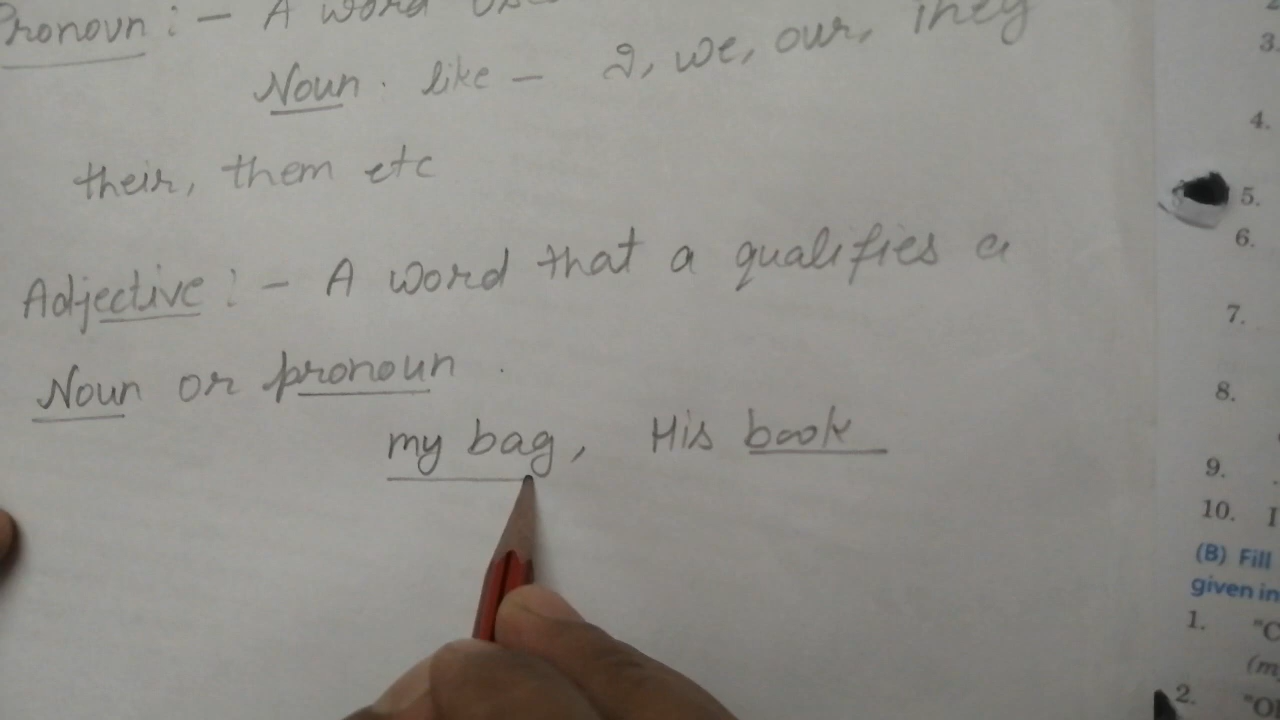 Pronoun :- A word
Noun. like - I, we, our, They
their, them etc
Adjective :- A word that a qualifies a
Noun or pronoun.
my bag, His book
3.
4.
5.
6.
7.
8.
9.
10. I
(B) Fill
given in
1. "C
(m
2. "O